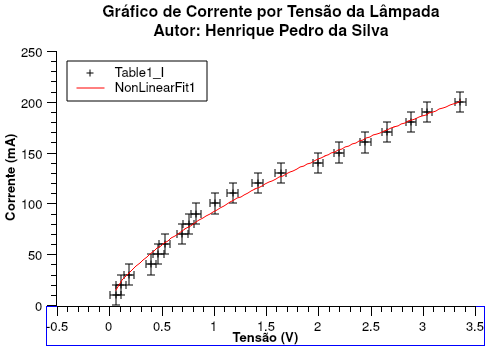 Gráfico de Corrente por Tensão da Lâmpada
Autor: Henrique Pedro da Silva
250
200
150
100
50
0
Corrente (mA)
Table1_I
NonLinearFit1
-0.5 0 0.5 1 1.5 2 2.5 3 3.5
Tensão (V)